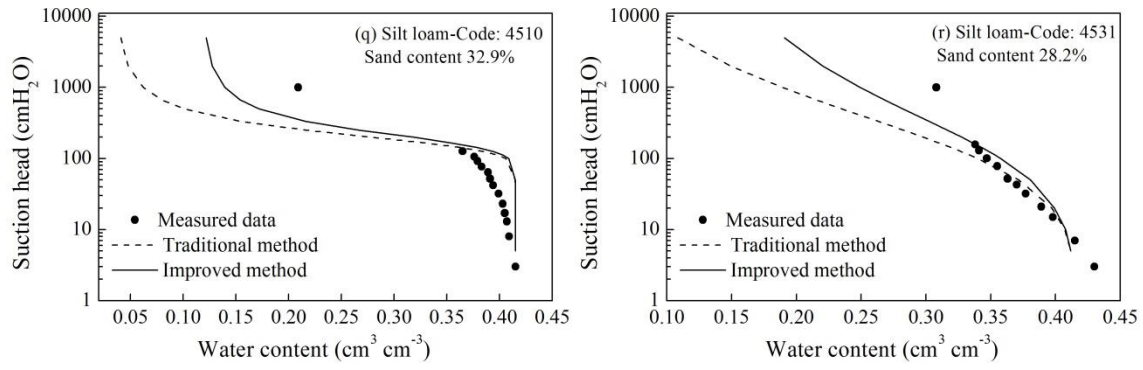 10000
1000
100
10
1
Suction head (cmH2O)
(q) Silt loam-Code: 4510
Sand content 32.9%
Measured data
Traditional method
Improved method
0.05 0.10 0.15 0.20 0.25 0.30 0.35 0.40 0.45
Water content (cm³ cm⁻³)
10000
1000
100
10
1
Suction head (cmH2O)
(r) Silt loam-Code: 4531
Sand content 28.2%
Measured data
Traditional method
Improved method
0.10 0.15 0.20 0.25 0.30 0.35 0.40 0.45
Water content (cm³ cm⁻³)